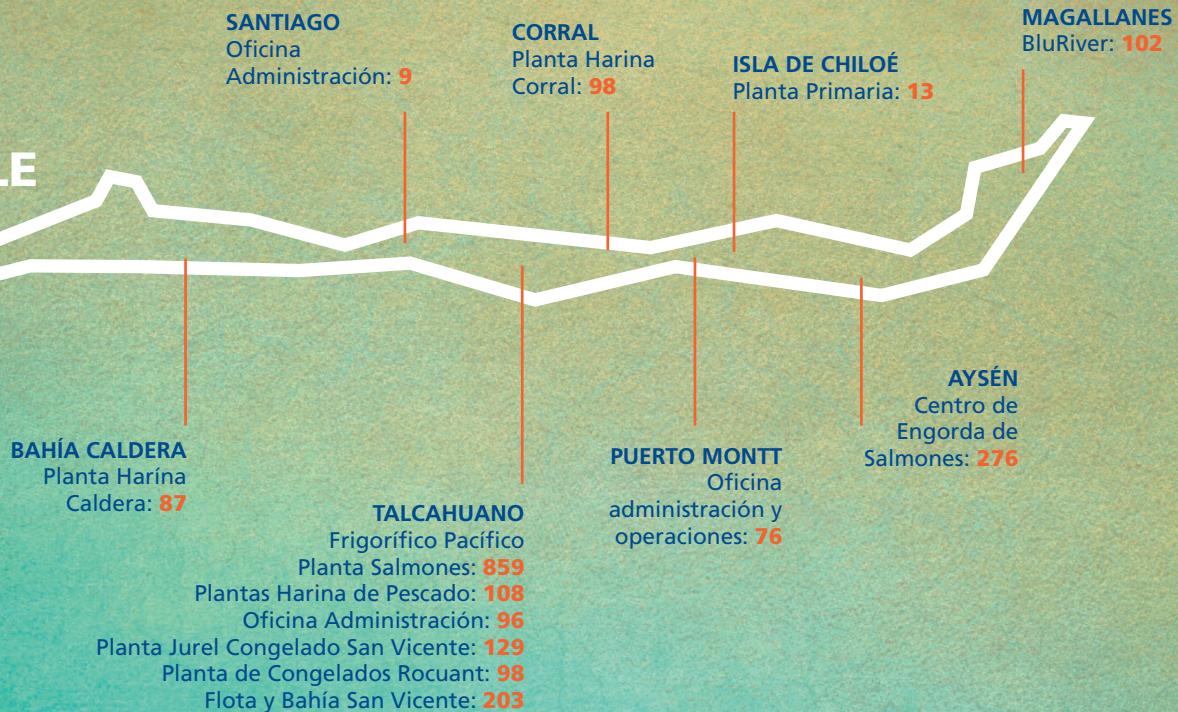 SANTIAGO
Oficina
Administración: 9
CORRAL
Planta Harina
Corral: 98
ISLA DE CHILOÉ
Planta Primaria: 13
MAGALLANES
BluRiver: 102
LE
BAHÍA CALDERA
Planta Harína
Caldera: 87
TALCAHUANO
Frigorífico Pacífico
Planta Salmones: 859
Plantas Harina de Pescado: 108
Oficina Administración: 96
Planta Jurel Congelado San Vicente: 129
Planta de Congelados Rocuant: 98
Flota y Bahía San Vicente: 203
PUERTO MONTT
Oficina
administración y
operaciones: 76
AYSÉN
Centro de
Engorda de
Salmones: 276